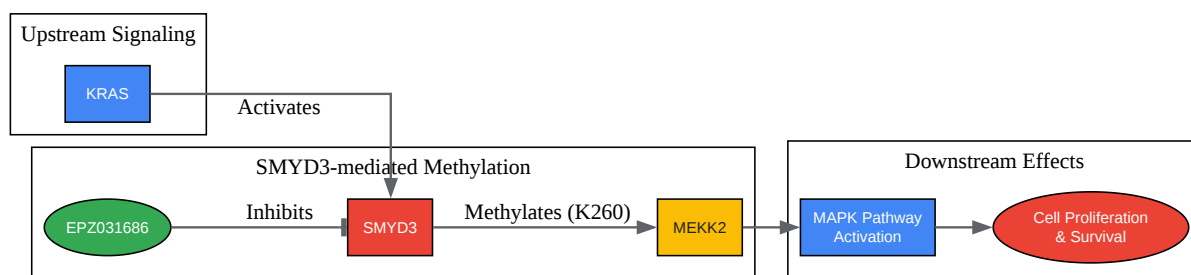 Upstream Signaling
KRAS
Activates
SMYD3-mediated Methylation
EPZ031686
Inhibits
SMYD3
Methylates (K260)
MEKK2
Downstream Effects
MAPK Pathway
Activation
Cell Proliferation
& Survival